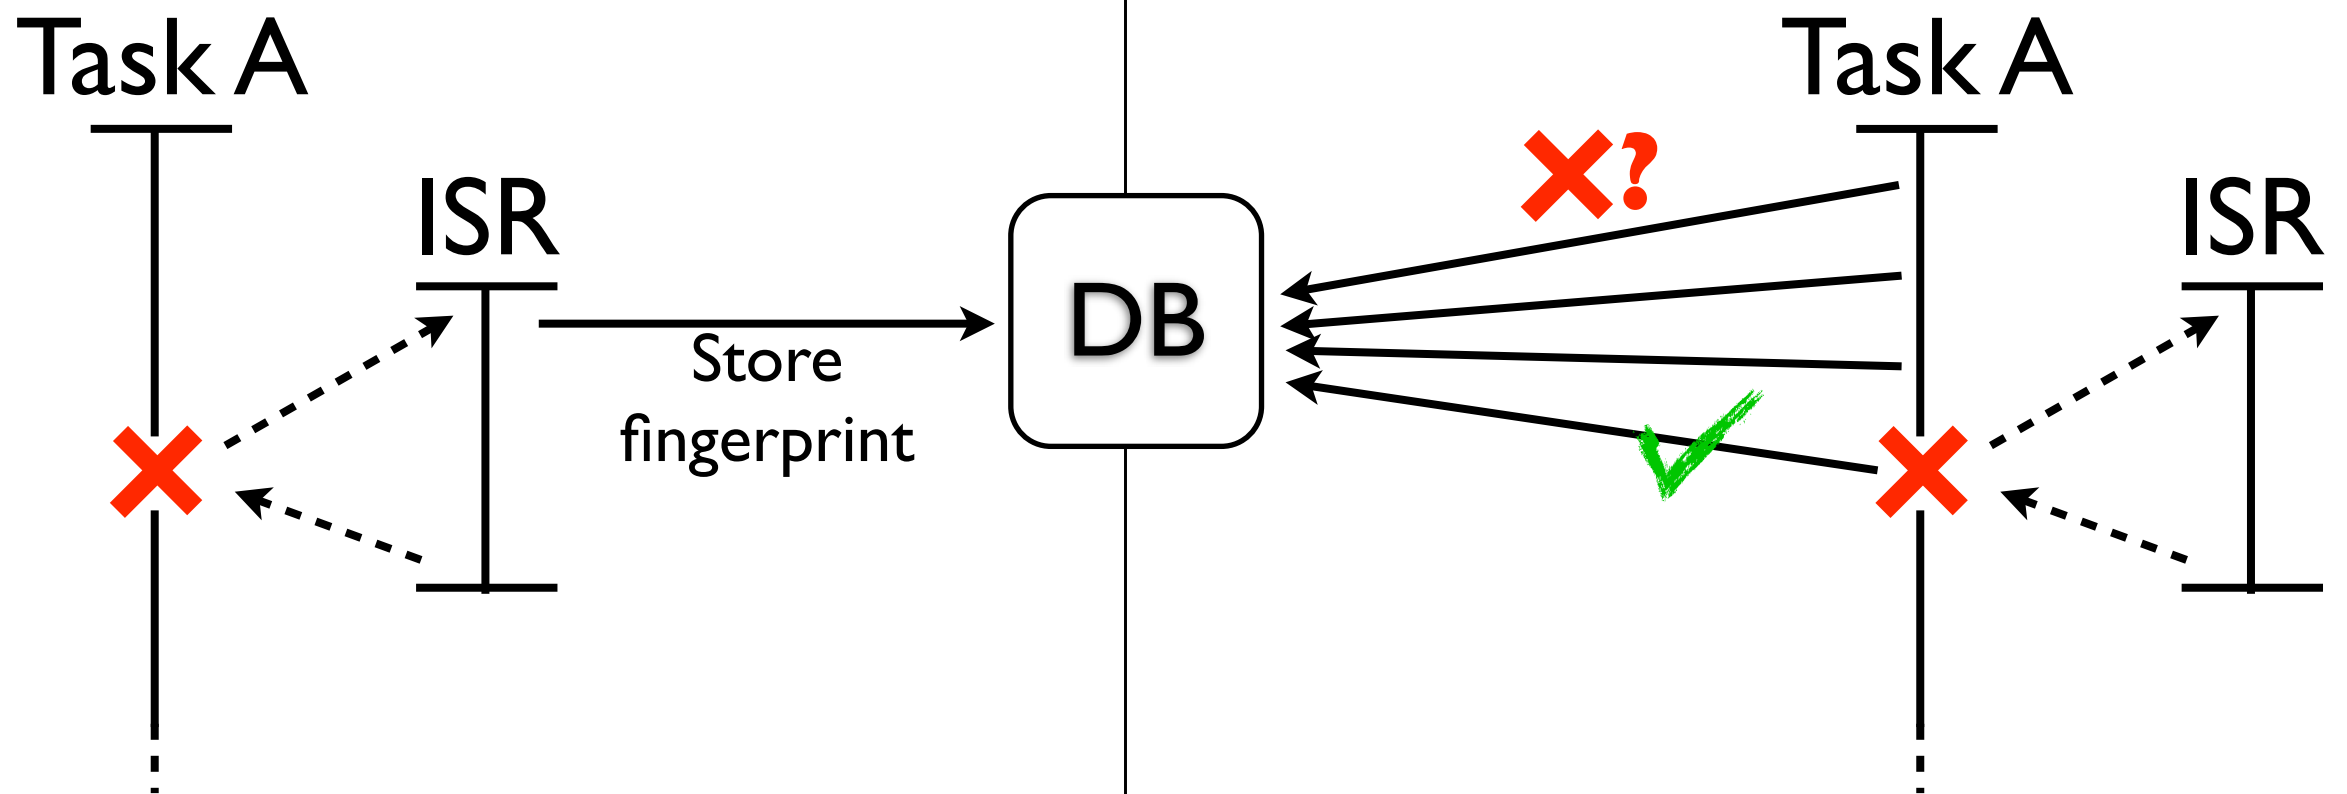 Task A
ISR
Store
fingerprint
DB
?
Task A
ISR